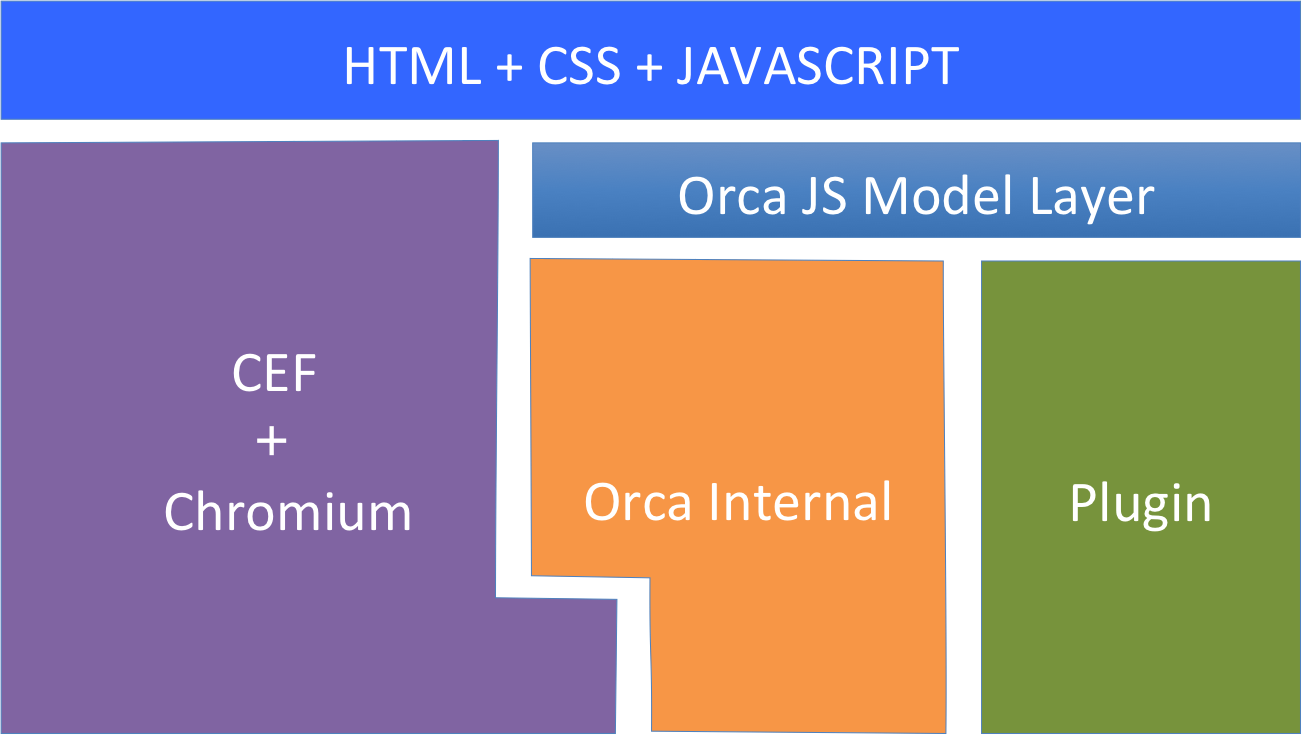 HTML + CSS + JAVASCRIPT
Orca JS Model Layer
CEF
+
Chromium
Orca Internal
Plugin